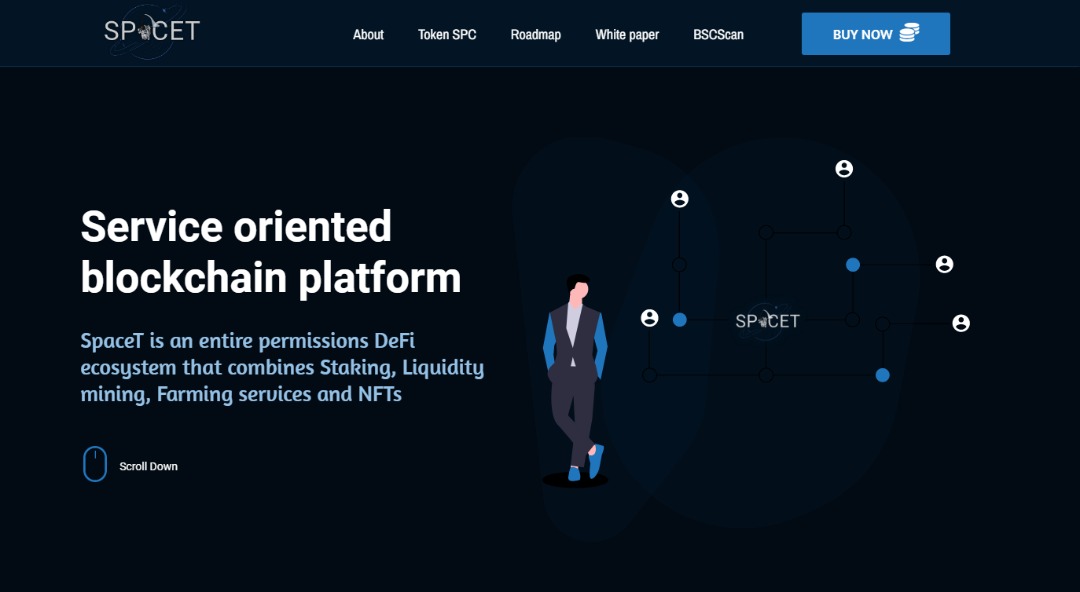 SPACET
About Token SPC Roadmap White paper BSCScan BUY NOW
Service oriented
blockchain platform
SpaceT is an entire permissions DeFi
ecosystem that combines Staking, Liquidity
mining, Farming services and NFTs
Scroll Down
SPACET